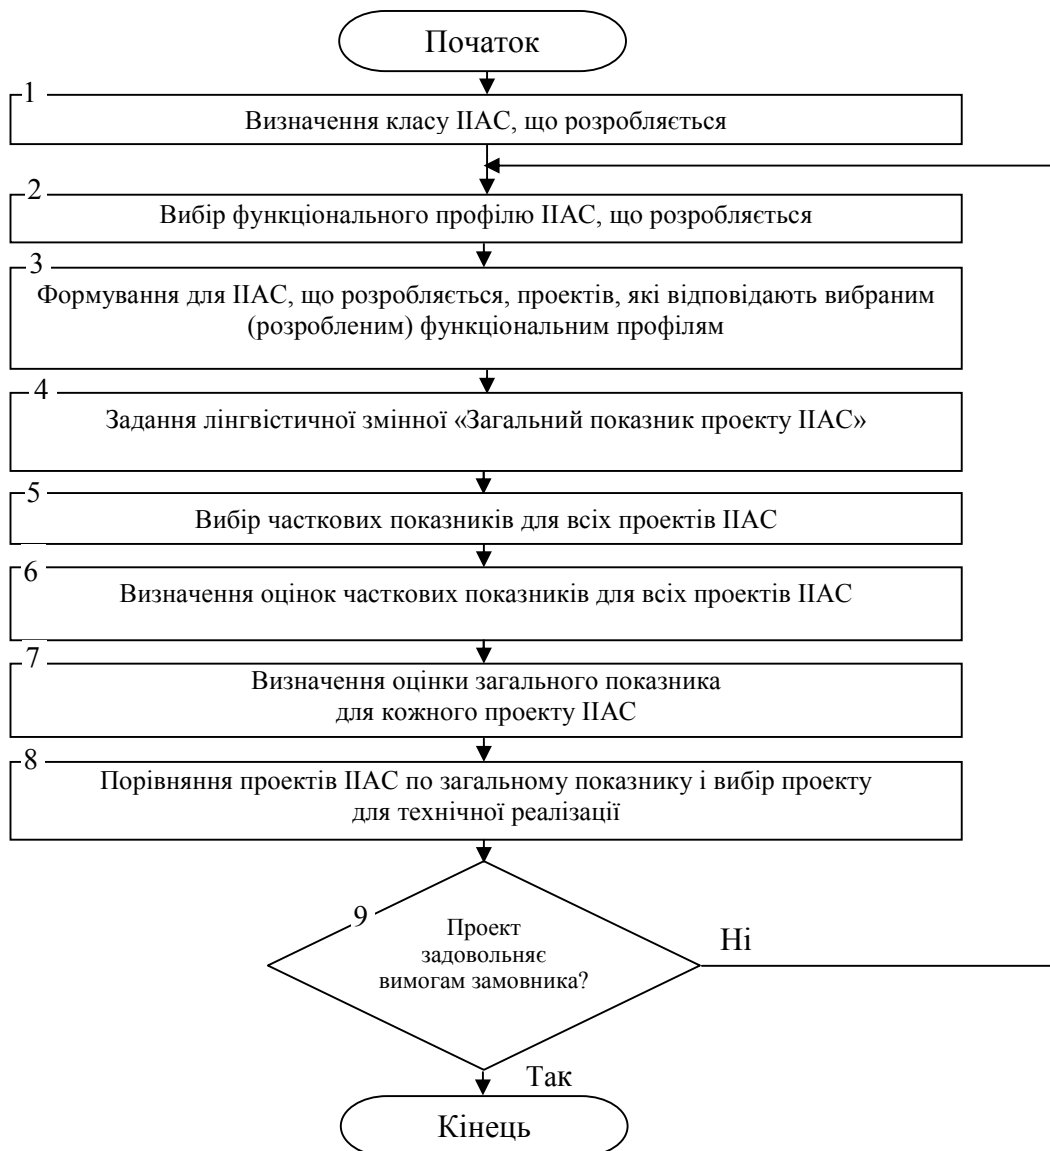 Початок
1
Визначення класу ІІАС, що розробляється
2
Вибір функціонального профілю ІІАС, що розробляється
3
Формування для ІІАС, що розробляється, проектів, які відповідають вибраним
(розробленим) функціональним профілям
4
Задання лінгвістичної змінної «Загальний показник проекту ІІАС»
5
Вибір часткових показників для всіх проектів ІІАС
6
Визначення оцінок часткових показників для всіх проектів ІІАС
7
Визначення оцінки загального показника
для кожного проекту ІІАС
8
Порівняння проектів ІІАС по загальному показнику і вибір проекту
для технічної реалізації
9
Проект
задовольняє
вимогам замовника?
Ні
Так
Кінець